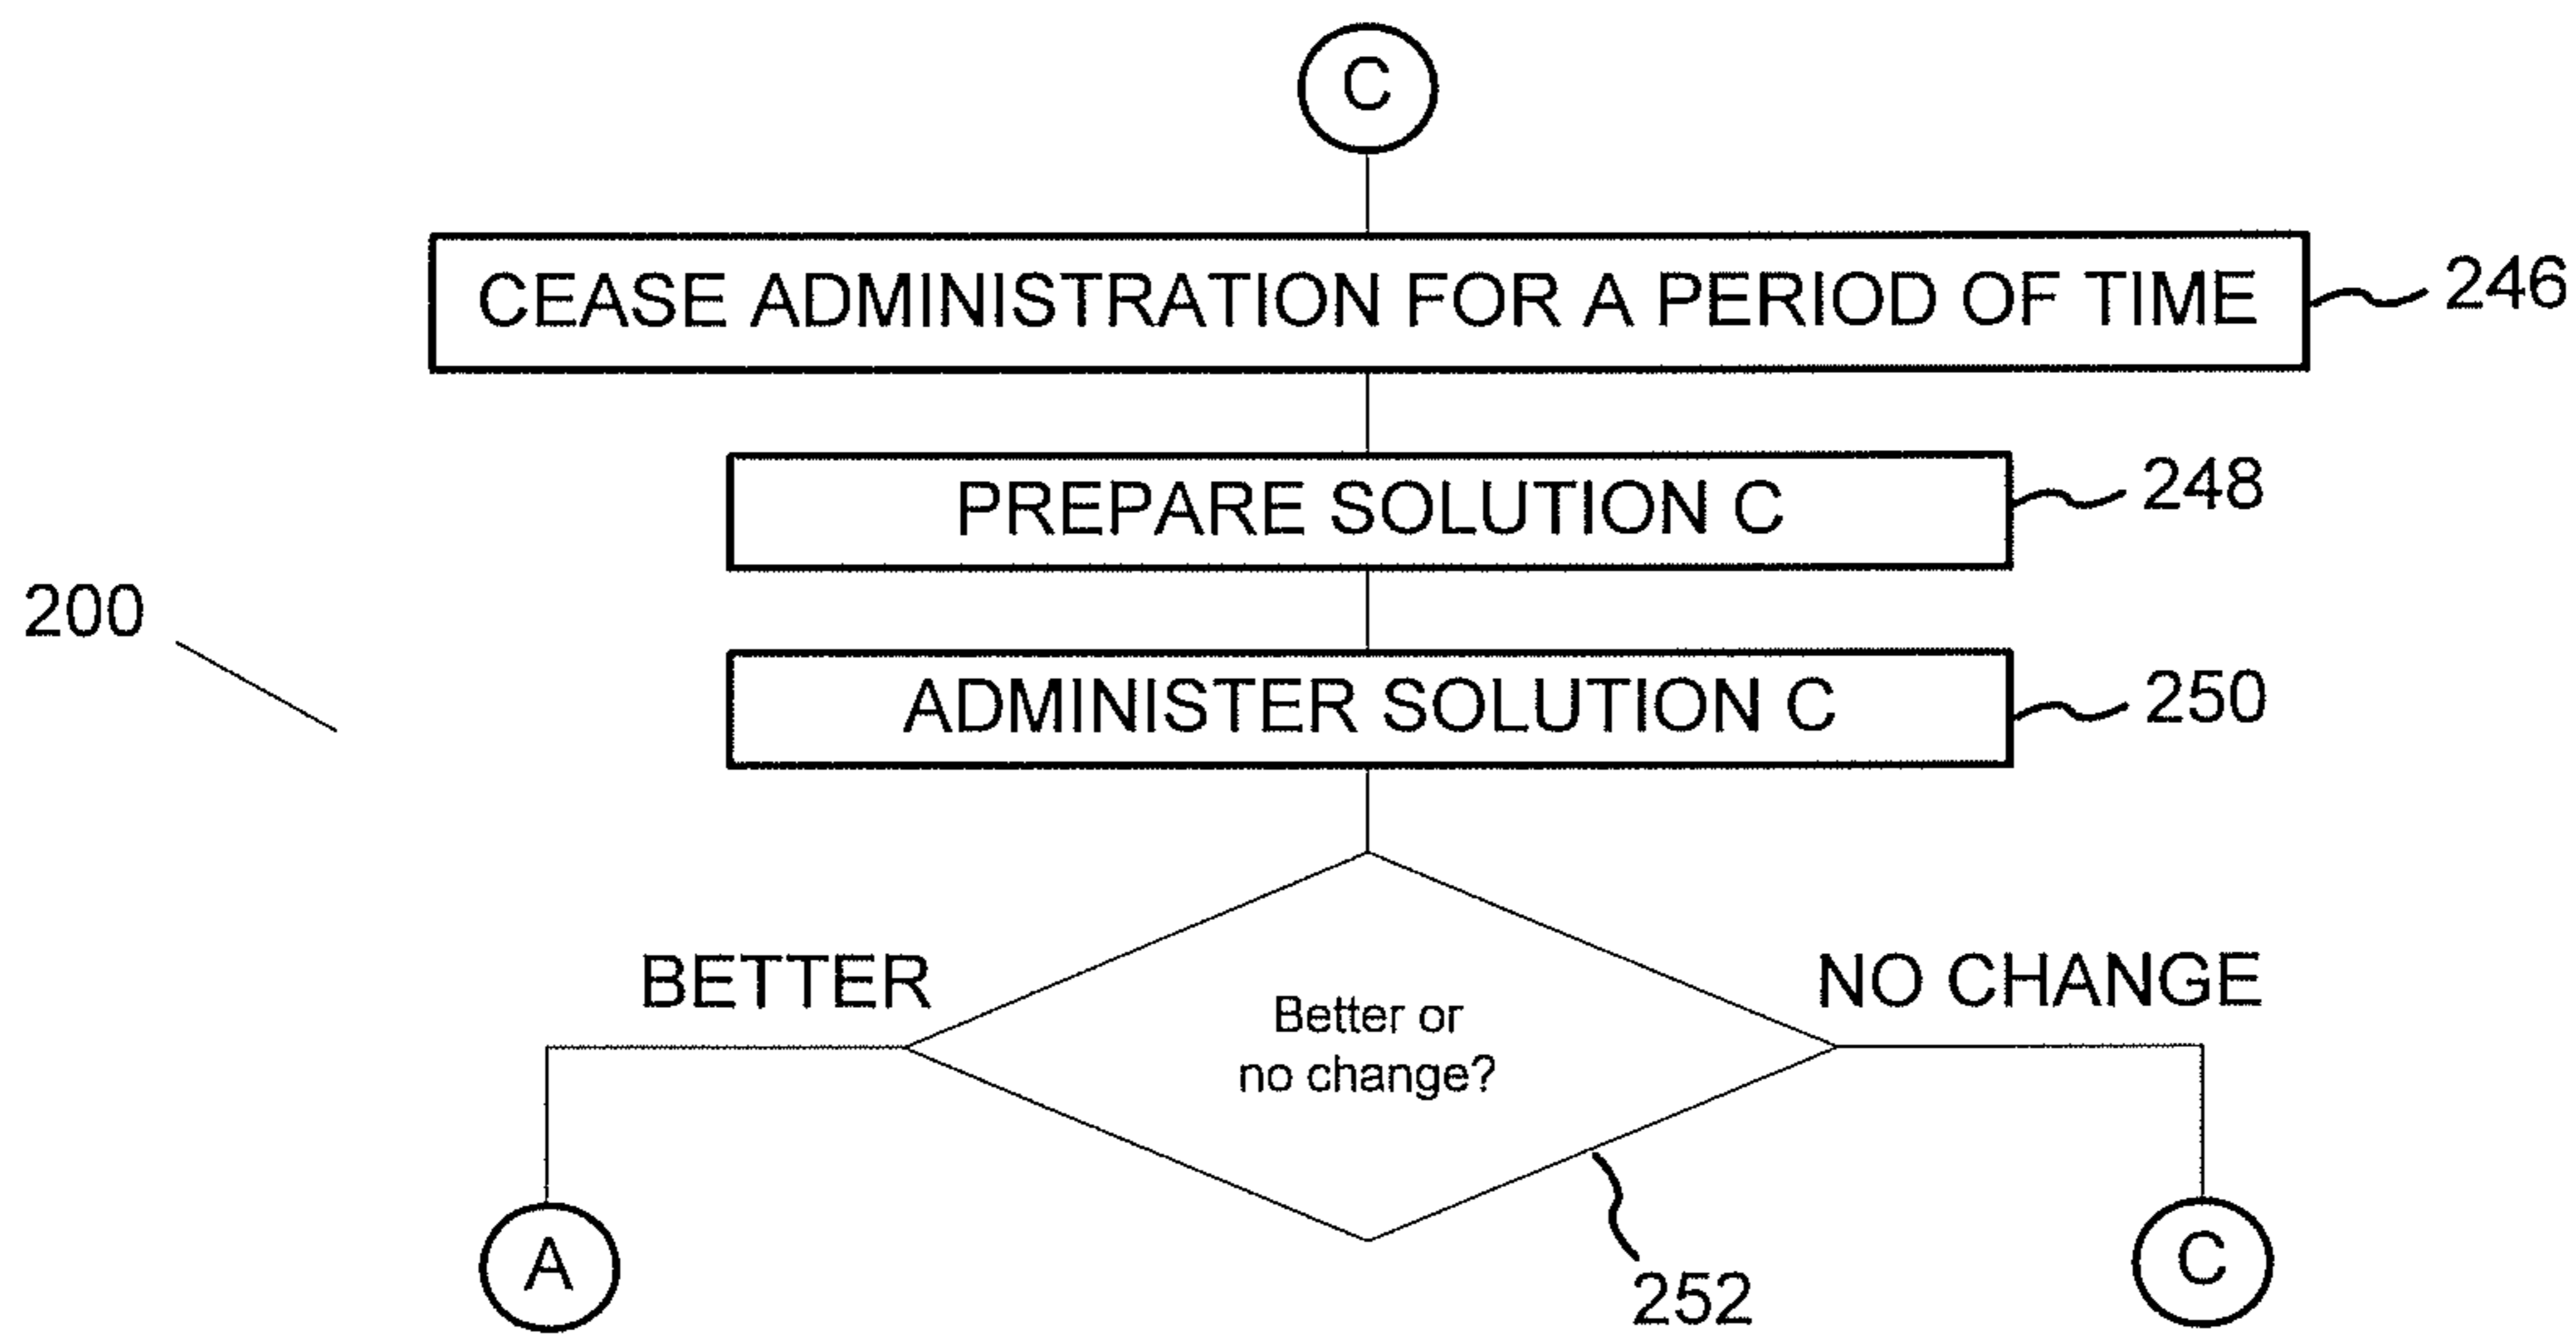 C
CEASE ADMINISTRATION FOR A PERIOD OF TIME
246
PREPARE SOLUTION C
248
200
ADMINISTER SOLUTION C
250
BETTER
NO CHANGE
Better or
no change?
A
252
C